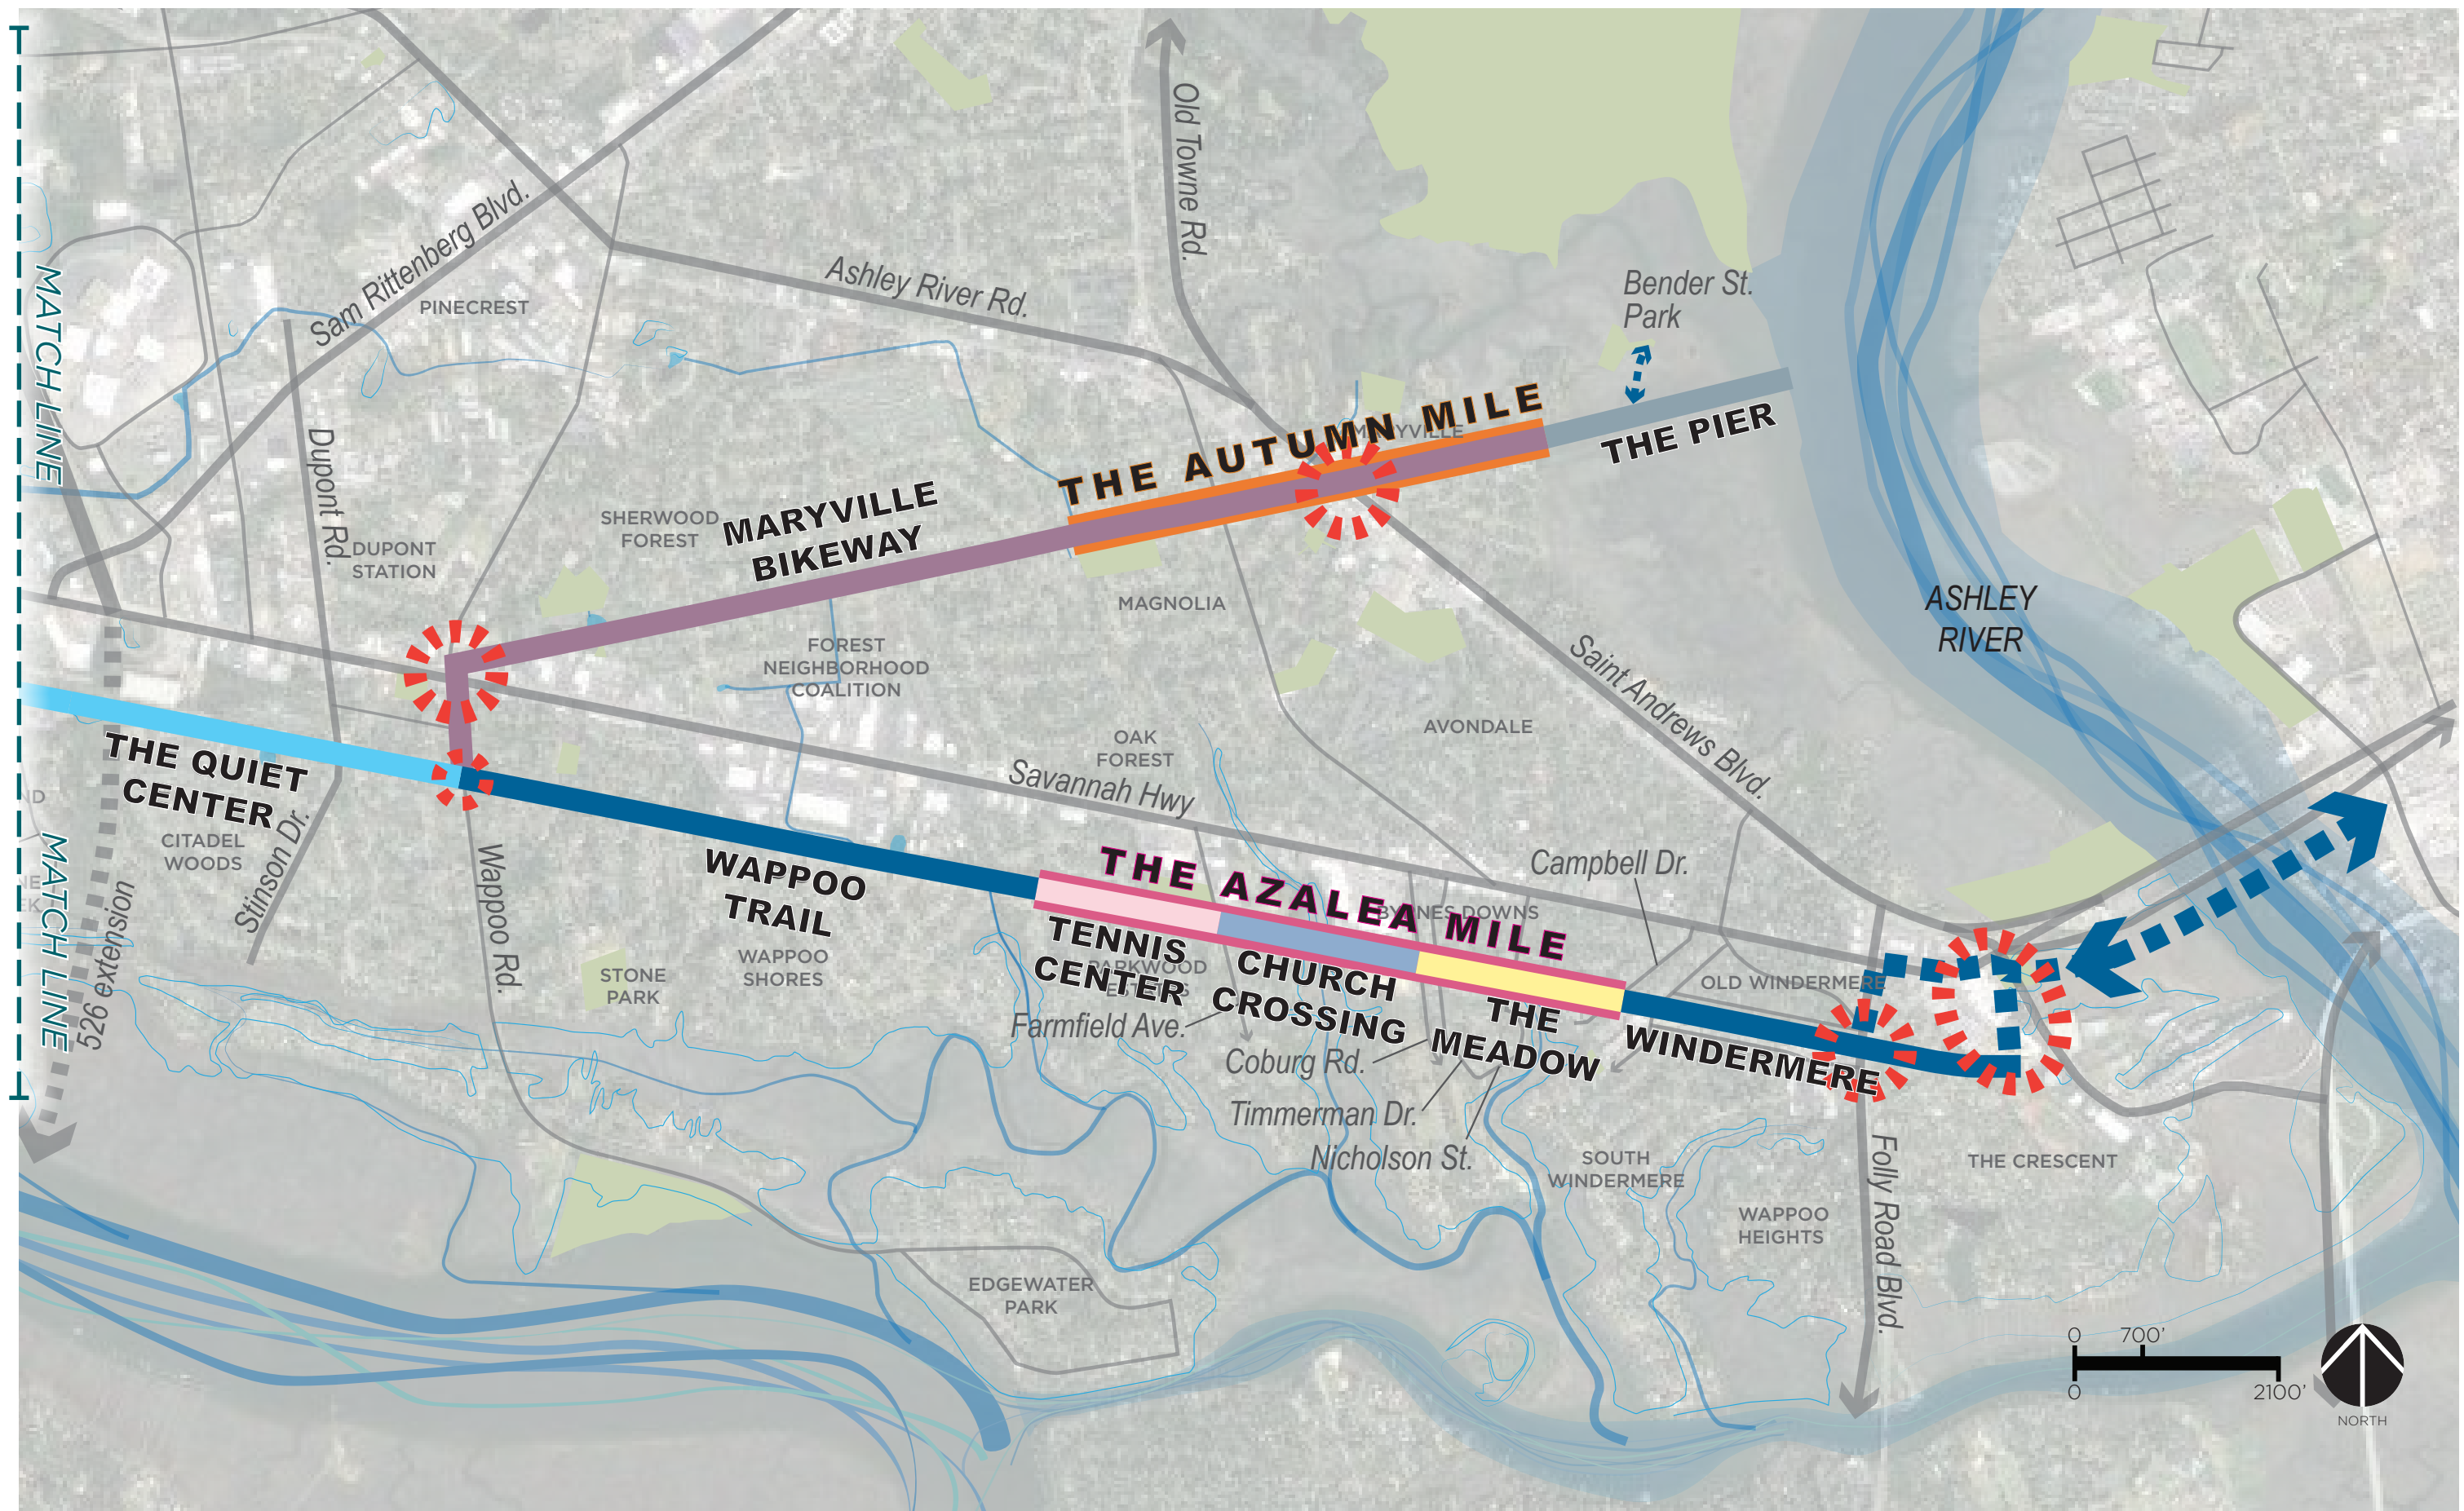 MATCH LINE
Sam Rittenberg Blvd.
PINECREST
Ashley River Rd.
Old Towne Rd.
Bender St.
Park
THE AUTUMN MILE
MARYVILLE
THE PIER
Dupont Rd.
DUPONT
STATION
SHERWOOD
FOREST
MARYVILLE
BIKEWAY
MAGNOLIA
FOREST
NEIGHBORHOOD
COALITION
ASHLEY
RIVER
Saint Andrews Blvd.
AVONDALE
OAK
FOREST
Savannah Hwy
THE QUIET
CENTER
CITADEL
WOODS
Stinson Dr.
MATCH LINE
526 extension
Wappoo Rd.
WAPPOO
TRAIL
WAPPOO
SHORES
STONE
PARK
THE AZALEA MILE
BYRNES DOWNS
Campbell Dr.
TENNIS
CENTER
PARKWOOD
ESTATES
CHURCH
CROSSING
THE
MEADOW
OLD WINDERMERE
WINDERMERE
Farmfield Ave.
Coburg Rd.
Timmerman Dr.
Nicholson St.
SOUTH
WINDERMERE
WAPPOO
HEIGHTS
Folly Road Blvd.
THE CRESCENT
EDGEWATER
PARK
0 700'
0 2100'
NORTH